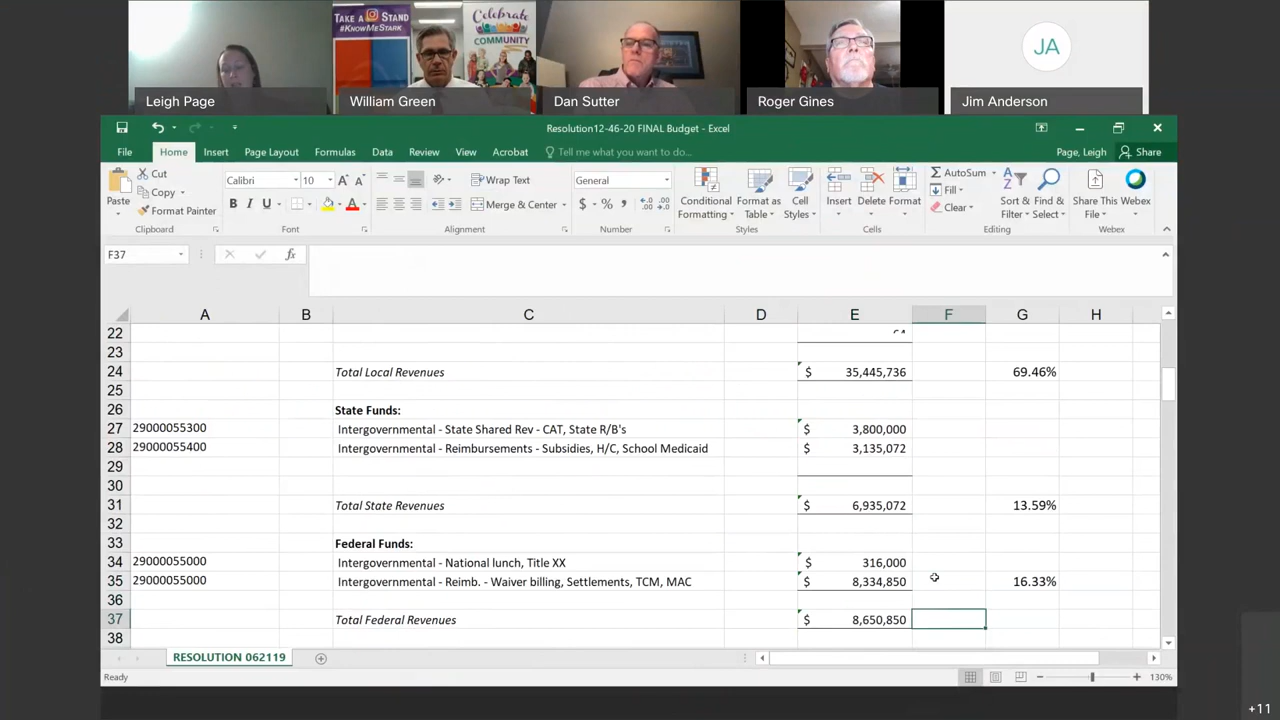 TAKE A STAND
#KNOWMESTARK
Celebrate
COMMUNITY
JA
Leigh Page
William Green
Dan Sutter
Roger Gines
Jim Anderson
Resolution12-46-20 FINAL Budget - Excel
File Home Insert Page Layout Formulas Data Review View Acrobat Tell me what you want to do... Page, Leigh Share
Paste
Cut
Copy
Format Painter
Clipboard
Calibri 10
B I U
Font
Wrap Text
Merge & Center
Alignment
General
$ % ,
Number
Conditional Formatting
Format as Table
Cell Styles
Styles
Insert Delete Format
Cells
AutoSum
Fill
Clear
Sort & Filter
Find & Select
Editing
Share This File
Webex
Webex
F37 fx
A B C D E F G H
22
23
24 Total Local Revenues $ 35,445,736 69.46%
25
26 State Funds:
27 29000055300 Intergovernmental - State Shared Rev - CAT, State R/B's $ 3,800,000
28 29000055400 Intergovernmental - Reimbursements - Subsidies, H/C, School Medicaid $ 3,135,072
29
30
31 Total State Revenues $ 6,935,072 13.59%
32
33 Federal Funds:
34 29000055000 Intergovernmental - National lunch, Title XX $ 316,000
35 29000055000 Intergovernmental - Reimb. - Waiver billing, Settlements, TCM, MAC $ 8,334,850 16.33%
36
37 Total Federal Revenues $ 8,650,850
38
RESOLUTION 062119
Ready 130%
+11